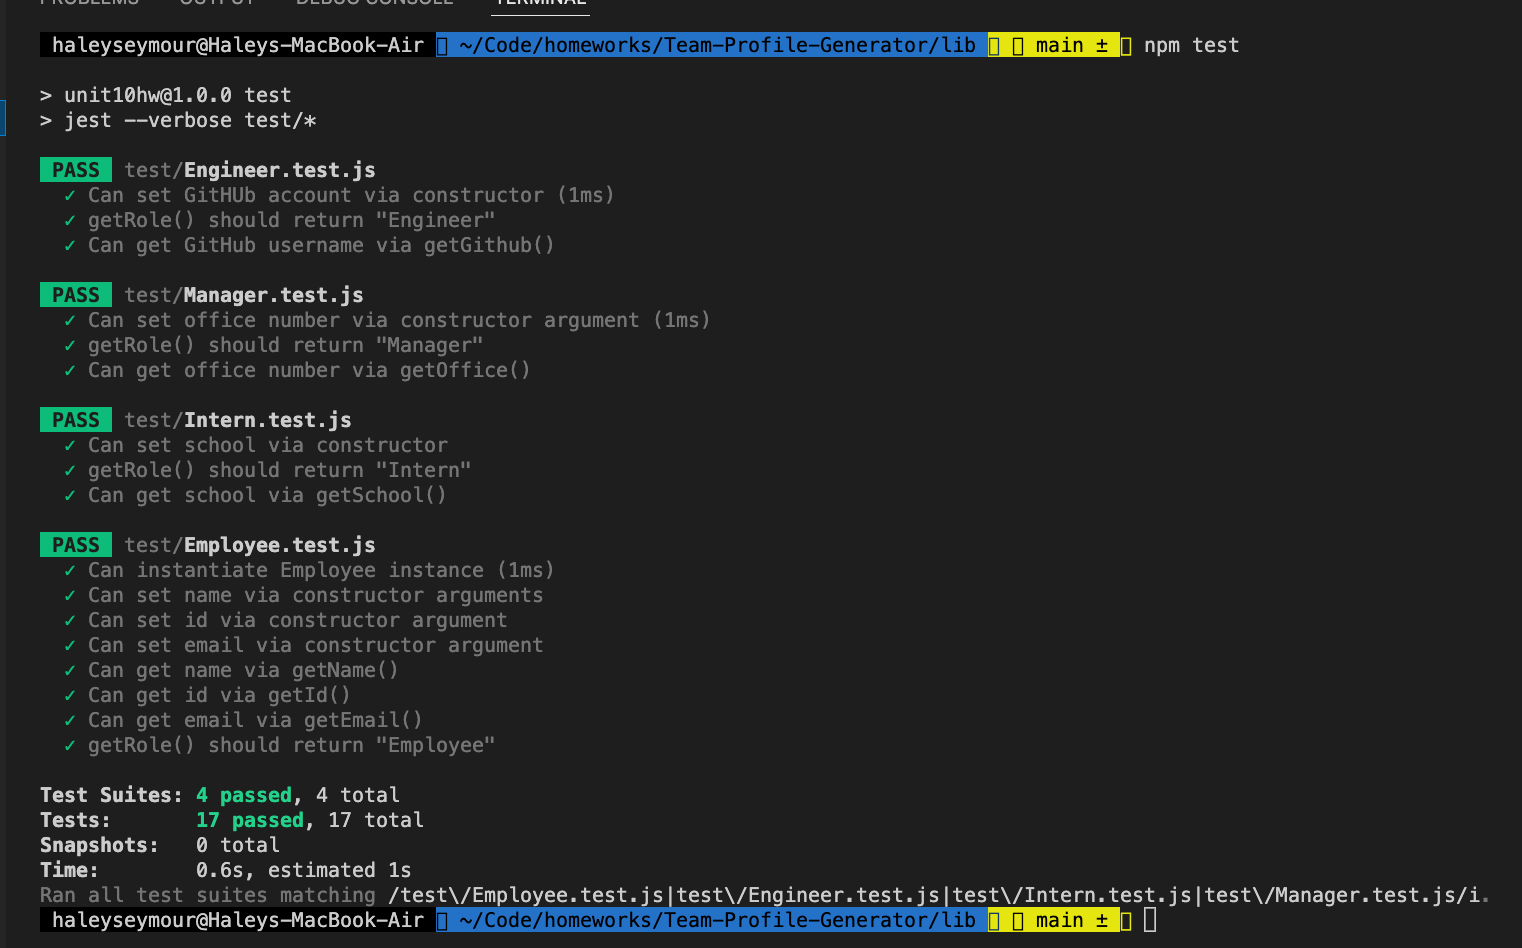 PROBLEMS OUTPUT DEBUG CONSOLE TERMINAL
haleyseymour@Haleys-MacBook-Air ~/Code/homeworks/Team-Profile-Generator/lib main ± npm test
> unit10hw@1.0.0 test
> jest --verbose test/*
PASS test/Engineer.test.js
✓ Can set GitHUb account via constructor (1ms)
✓ getRole() should return "Engineer"
✓ Can get GitHub username via getGithub()
PASS test/Manager.test.js
✓ Can set office number via constructor argument (1ms)
✓ getRole() should return "Manager"
✓ Can get office number via getOffice()
PASS test/Intern.test.js
✓ Can set school via constructor
✓ getRole() should return "Intern"
✓ Can get school via getSchool()
PASS test/Employee.test.js
✓ Can instantiate Employee instance (1ms)
✓ Can set name via constructor arguments
✓ Can set id via constructor argument
✓ Can set email via constructor argument
✓ Can get name via getName()
✓ Can get id via getId()
✓ Can get email via getEmail()
✓ getRole() should return "Employee"
Test Suites: 4 passed, 4 total
Tests: 17 passed, 17 total
Snapshots: 0 total
Time: 0.6s, estimated 1s
Ran all test suites matching /test\/Employee.test.js|test\/Engineer.test.js|test\/Intern.test.js|test\/Manager.test.js/i.
haleyseymour@Haleys-MacBook-Air ~/Code/homeworks/Team-Profile-Generator/lib main ±